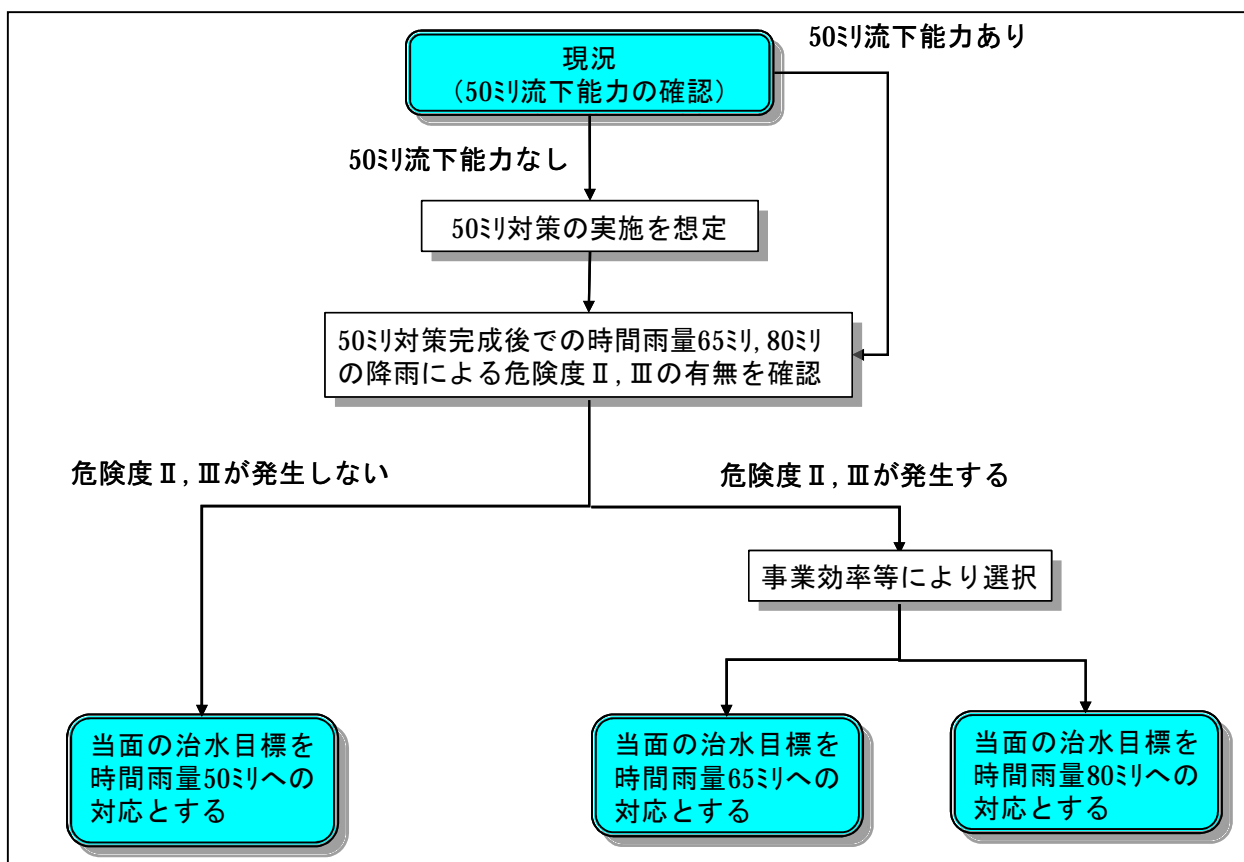 50ﾐﾘ流下能力あり
現況
（50ﾐﾘ流下能力の確認）
50ﾐﾘ流下能力なし
50ﾐﾘ対策の実施を想定
50ﾐﾘ対策完成後での時間雨量65ﾐﾘ,80ﾐﾘ
の降雨による危険度Ⅱ,Ⅲの有無を確認
危険度Ⅱ,Ⅲが発生しない
危険度Ⅱ,Ⅲが発生する
事業効率等により選択
当面の治水目標を
時間雨量50ﾐﾘへの
対応とする
当面の治水目標を
時間雨量65ﾐﾘへの
対応とする
当面の治水目標を
時間雨量80ﾐﾘへの
対応とする